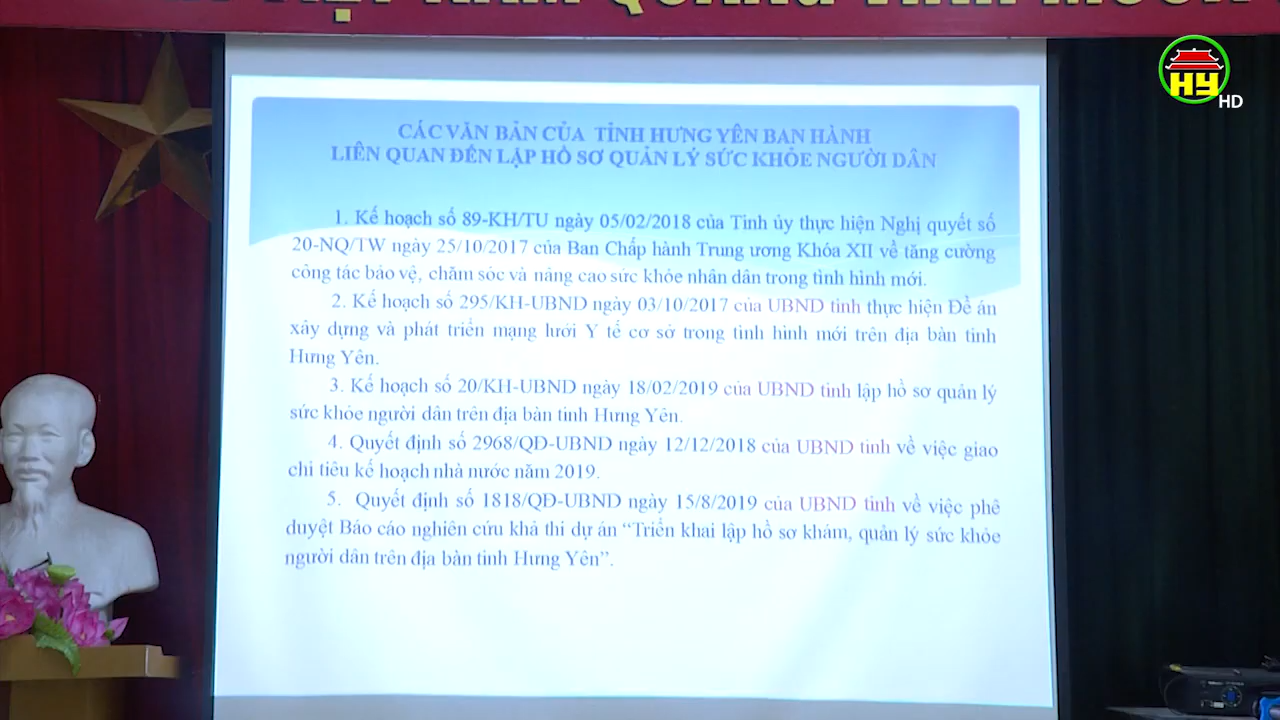 VIỆT NAM QUANG VINH MUÔN
HY
HD
CÁC VĂN BẢN CỦA TỈNH HƯNG YÊN BAN HÀNH
LIÊN QUAN ĐẾN LẬP HỒ SƠ QUẢN LÝ SỨC KHỎE NGƯỜI DÂN
1. Kế hoạch số 89-KH/TU ngày 05/02/2018 của Tỉnh ủy thực hiện Nghị quyết số
20-NQ/TW ngày 25/10/2017 của Ban Chấp hành Trung ương Khóa XII về tăng cường
công tác bảo vệ, chăm sóc và nâng cao sức khỏe nhân dân trong tình hình mới.
2. Kế hoạch số 295/KH-UBND ngày 03/10/2017 của UBND tỉnh thực hiện Đề án
xây dựng và phát triển mạng lưới Y tế cơ sở trong tình hình mới trên địa bàn tỉnh
Hưng Yên.
3. Kế hoạch số 20/KH-UBND ngày 18/02/2019 của UBND tỉnh lập hồ sơ quản lý
sức khỏe người dân trên địa bàn tỉnh Hưng Yên.
4. Quyết định số 2968/QĐ-UBND ngày 12/12/2018 của UBND tỉnh về việc giao
chỉ tiêu kế hoạch nhà nước năm 2019.
5. Quyết định số 1818/QĐ-UBND ngày 15/8/2019 của UBND tỉnh về việc phê
duyệt Báo cáo nghiên cứu khả thi dự án “Triển khai lập hồ sơ khám, quản lý sức khỏe
người dân trên địa bàn tỉnh Hưng Yên”.